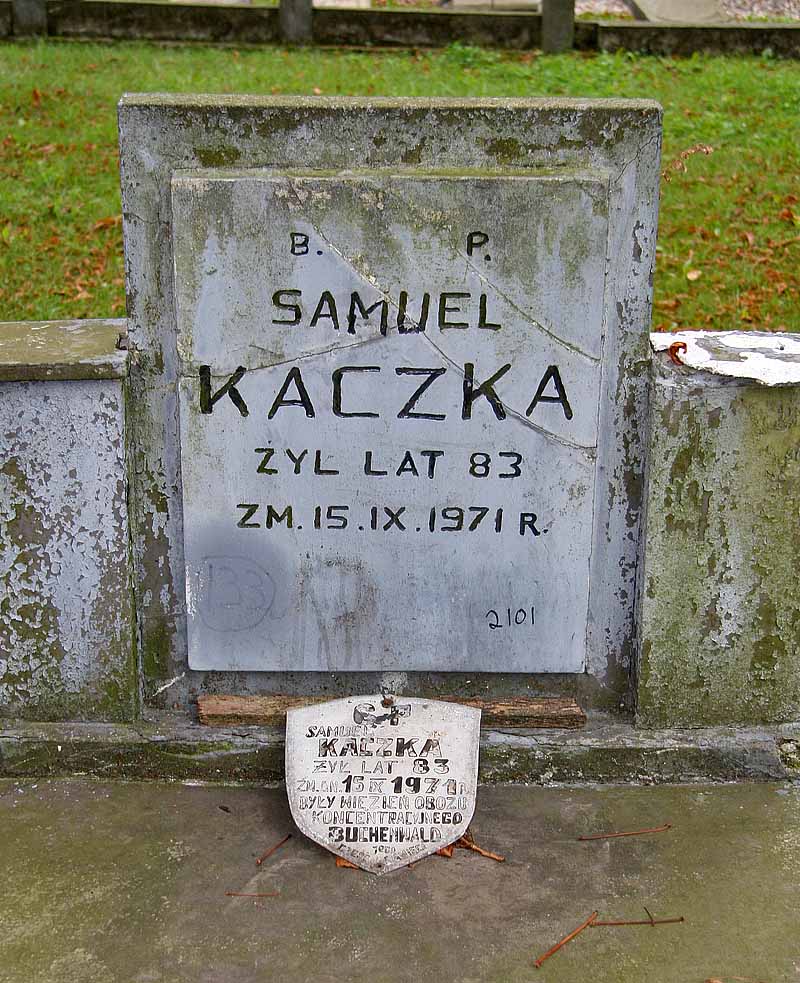 B. P.
SAMUEL
KACZKA
ŻYŁ LAT 83
ZM. 15. IX. 1971 R.
133
2101
SAMUEL
KACZKA
ŻYŁ LAT 83
ZM. DN. 15 IX 1971 R.
BYŁY WIĘZIEŃ OBOZU
KONCENTRACYJNEGO
BUCHENWALD